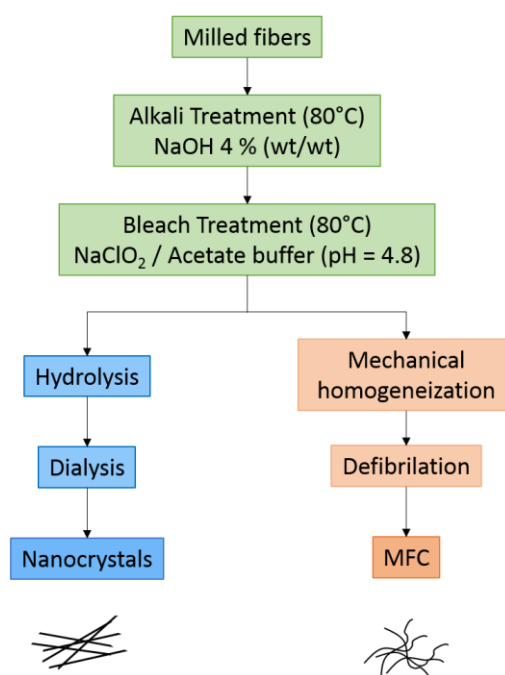 Milled fibers
Alkali Treatment (80°C)
NaOH 4 % (wt/wt)
Bleach Treatment (80°C)
NaClO₂ / Acetate buffer (pH = 4.8)
Hydrolysis
Dialysis
Nanocrystals
Mechanical
homogeneization
Defibrilation
MFC